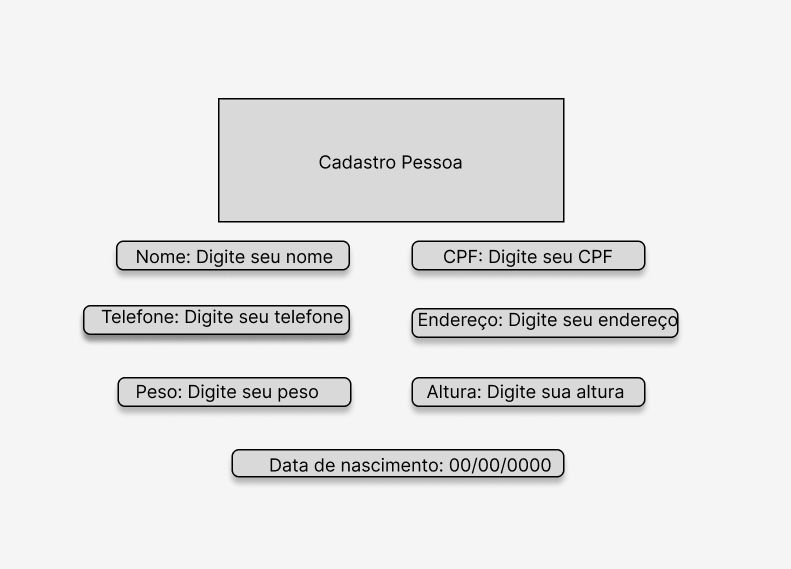 Cadastro Pessoa
Nome: Digite seu nome
CPF: Digite seu CPF
Telefone: Digite seu telefone
Endereço: Digite seu endereço
Peso: Digite seu peso
Altura: Digite sua altura
Data de nascimento: 00/00/0000